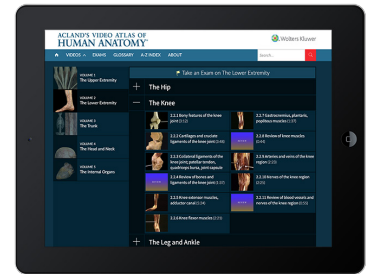 ACLAND'S VIDEO ATLAS OF
HUMAN ANATOMY
Wolters Kluwer
VIDEOS EXAMS GLOSSARY A-Z INDEX ABOUT
Search...
Take an Exam on The Lower Extremity
VOLUME 1
The Upper Extremity
VOLUME 2
The Lower Extremity
VOLUME 3
The Trunk
VOLUME 4
The Head and Neck
VOLUME 5
The Internal Organs
The Hip
The Knee
2.2.1 Bony features of the knee
joint
2.2.2 Cartilages and cruciate
ligaments of the knee joint
2.2.3 Collateral ligaments of the
knee joint; patellar tendon,
quadriceps bursa, joint capsule
2.2.4 Review of bones and
ligaments of the knee joint
2.2.5 Knee extensor muscles,
adductor canal
2.2.6 Knee flexor muscles
2.2.7 Gastrocnemius, plantaris,
popliteus muscles
2.2.8 Review of knee muscles
2.2.9 Arteries and veins of the knee
region
2.2.10 Nerves of the knee region
2.2.11 Review of blood vessels and
nerves of the knee region
The Leg and Ankle